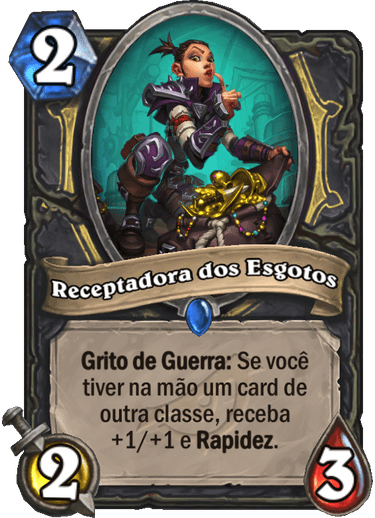 2
Receptadora dos Esgotos
Grito de Guerra: Se você
tiver na mão um card de
outra classe, receba
+1/+1 e Rapidez.
2
3